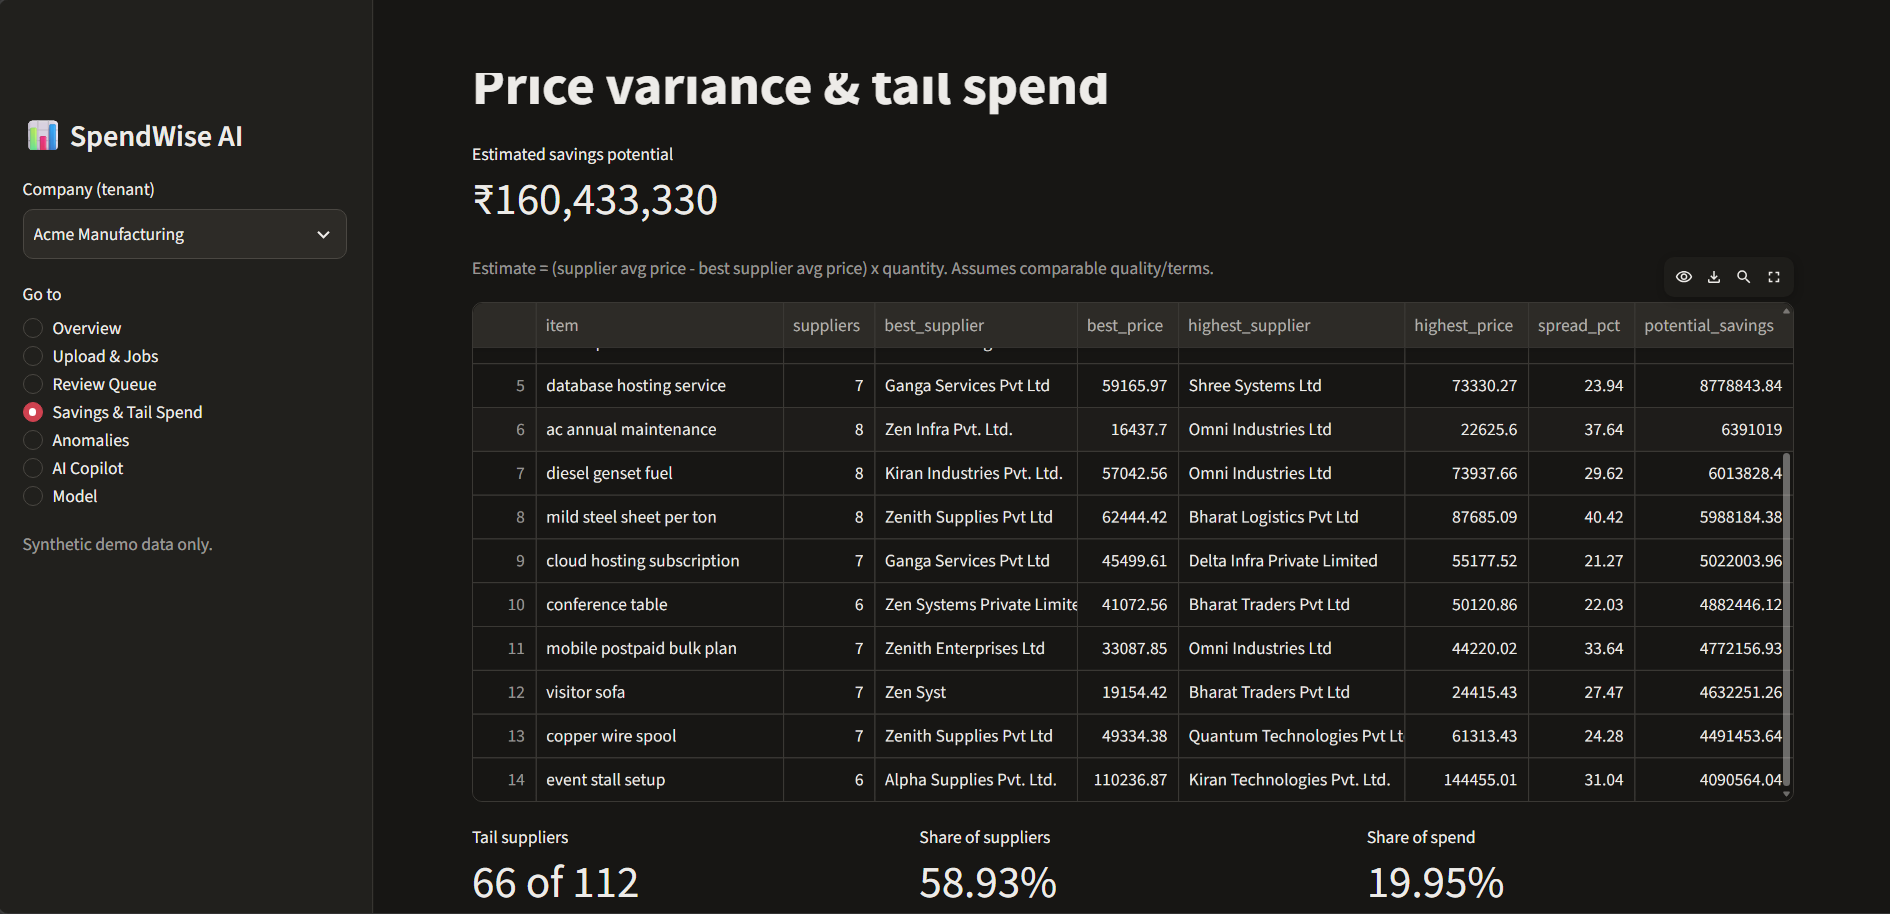 SpendWise AI
Company (tenant)
Acme Manufacturing
Go to
Overview
Upload & Jobs
Review Queue
Savings & Tail Spend
Anomalies
AI Copilot
Model
Synthetic demo data only.
Price variance & tail spend
Estimated savings potential
₹160,433,330
Estimate = (supplier avg price - best supplier avg price) x quantity. Assumes comparable quality/terms.
item suppliers best_supplier best_price highest_supplier highest_price spread_pct potential_savings
5 database hosting service 7 Ganga Services Pvt Ltd 59165.97 Shree Systems Ltd 73330.27 23.94 8778843.84
6 ac annual maintenance 8 Zen Infra Pvt. Ltd. 16437.7 Omni Industries Ltd 22625.6 37.64 6391019
7 diesel genset fuel 8 Kiran Industries Pvt. Ltd. 57042.56 Omni Industries Ltd 73937.66 29.62 6013828.4
8 mild steel sheet per ton 8 Zenith Supplies Pvt Ltd 62444.42 Bharat Logistics Pvt Ltd 87685.09 40.42 5988184.38
9 cloud hosting subscription 7 Ganga Services Pvt Ltd 45499.61 Delta Infra Private Limited 55177.52 21.27 5022003.96
10 conference table 6 Zen Systems Private Limite 41072.56 Bharat Traders Pvt Ltd 50120.86 22.03 4882446.12
11 mobile postpaid bulk plan 7 Zenith Enterprises Ltd 33087.85 Omni Industries Ltd 44220.02 33.64 4772156.93
12 visitor sofa 7 Zen Syst 19154.42 Bharat Traders Pvt Ltd 24415.43 27.47 4632251.26
13 copper wire spool 7 Zenith Supplies Pvt Ltd 49334.38 Quantum Technologies Pvt Lt 61313.43 24.28 4491453.64
14 event stall setup 6 Alpha Supplies Pvt. Ltd. 110236.87 Kiran Technologies Pvt. Ltd. 144455.01 31.04 4090564.04
Tail suppliers Share of suppliers Share of spend
66 of 112 58.93% 19.95%